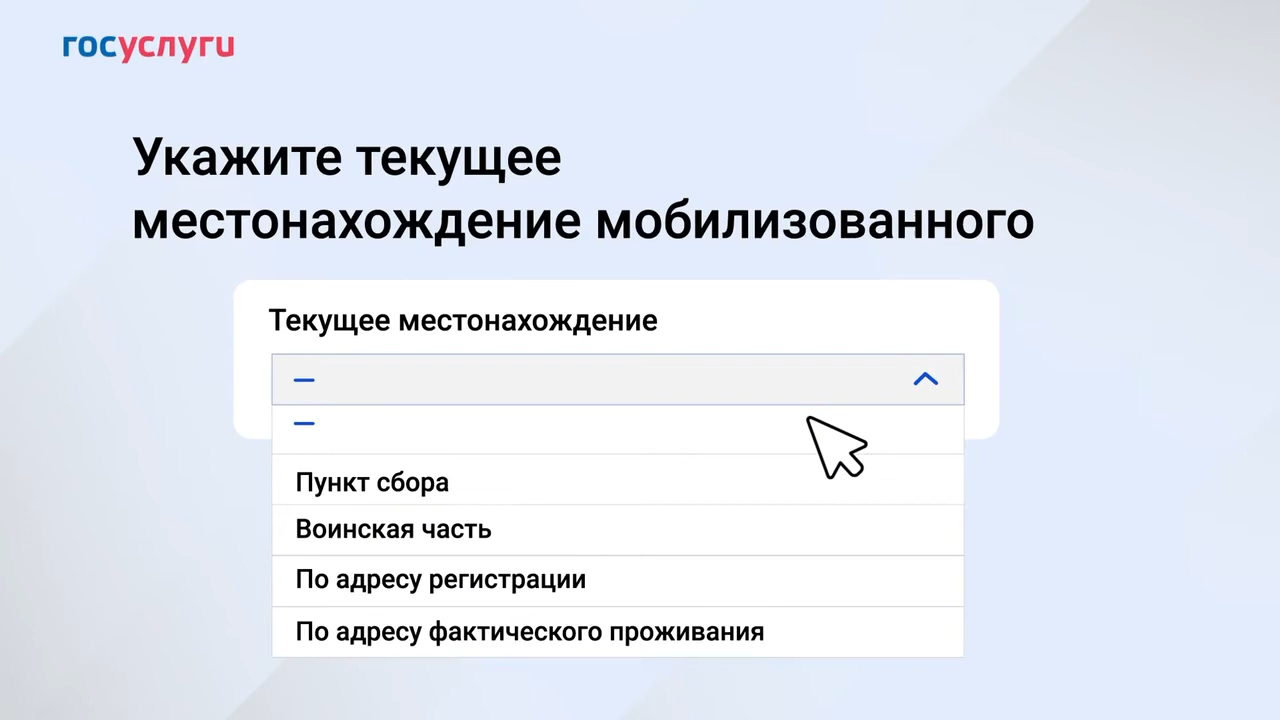 госуслуги
Укажите текущее
местонахождение мобилизованного
Текущее местонахождение
—
—
Пункт сбора
Воинская часть
По адресу регистрации
По адресу фактического проживания